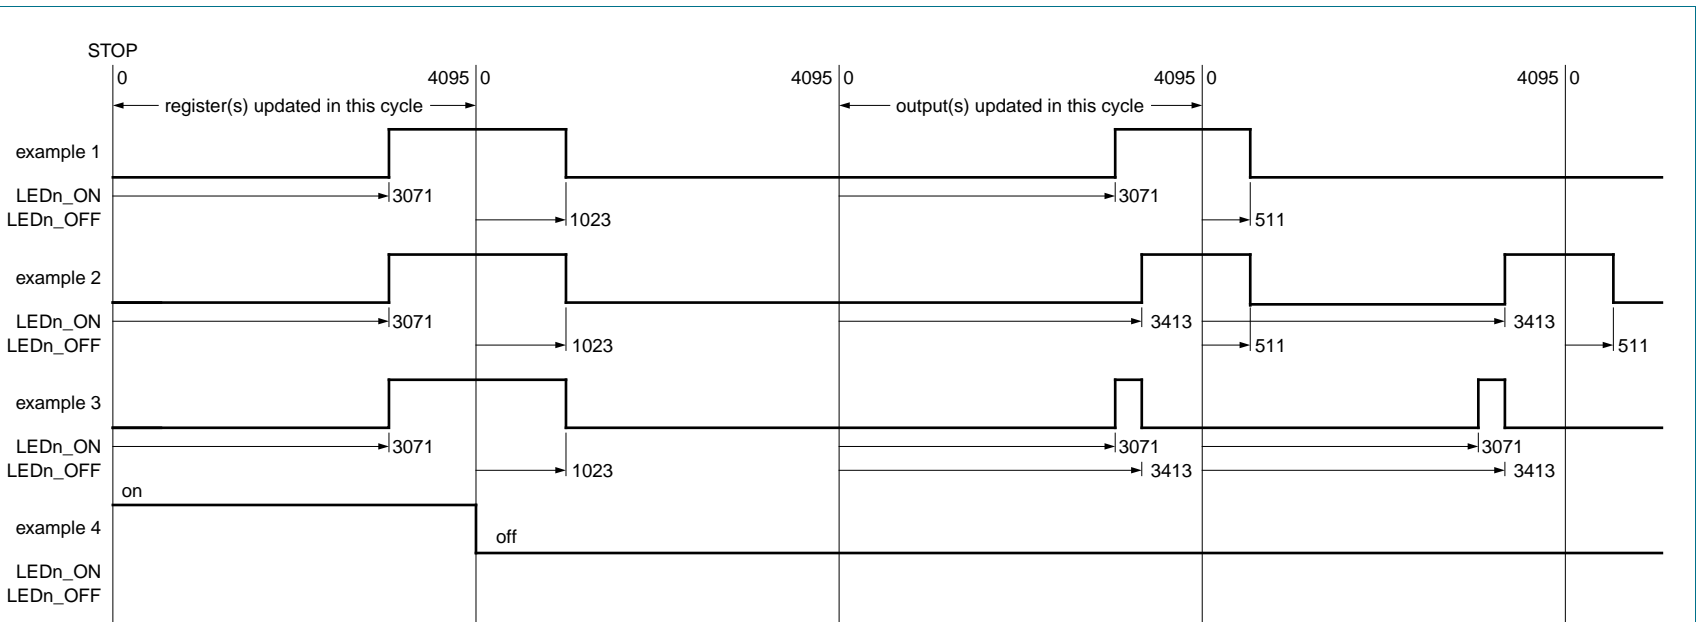 STOP
0 4095 0 4095 0 4095 0 4095 0
register(s) updated in this cycle output(s) updated in this cycle
example 1
LEDn_ON 3071 3071
LEDn_OFF 1023 511
example 2
LEDn_ON 3071 3413 3413
LEDn_OFF 1023 511 511
example 3
LEDn_ON 3071 3071 3071
LEDn_OFF 1023 3413 3413
on
example 4 off
LEDn_ON
LEDn_OFF